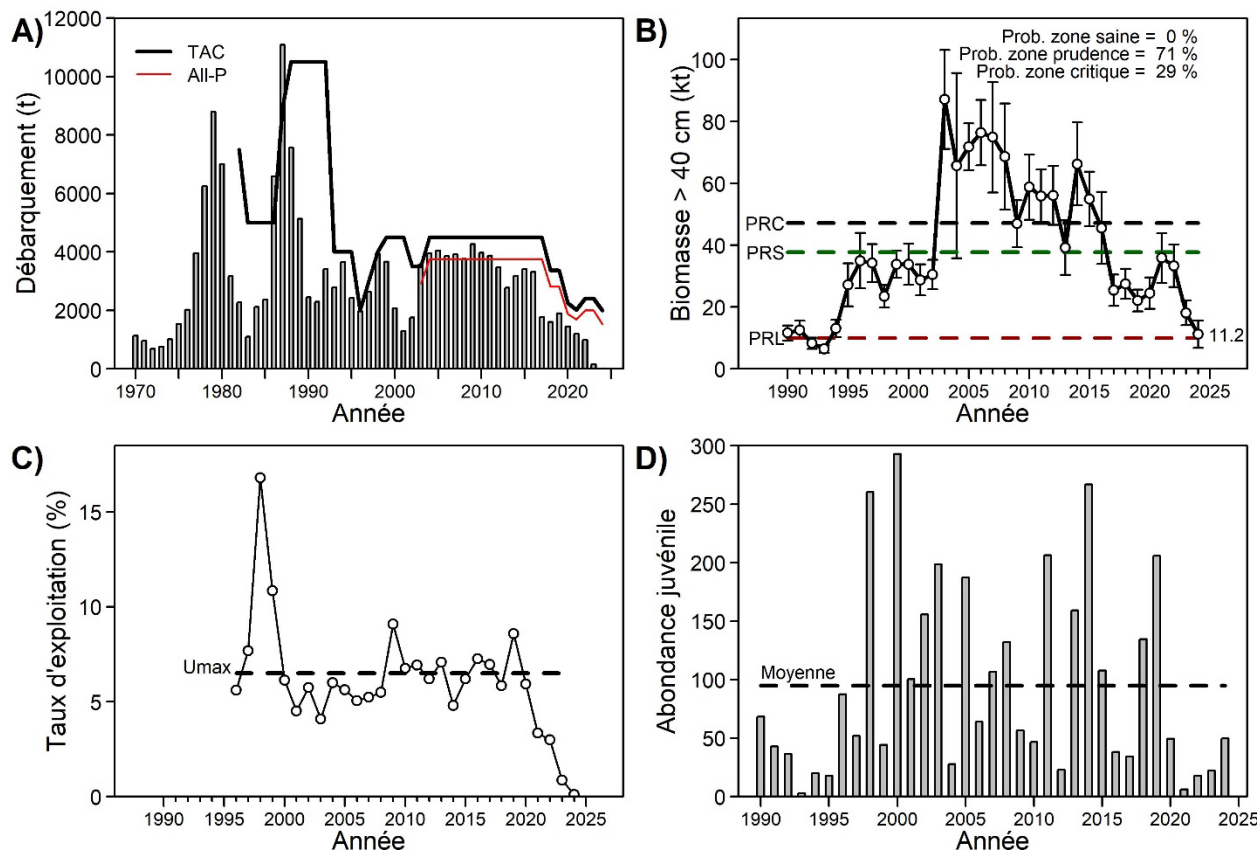 A)
12000
10000
8000
6000
4000
2000
0
Débarquement (t)
TAC
All-P
1970
1980
1990
2000
2010
2020
Année
B)
Prob. zone saine = 0 %
Prob. zone prudence = 71 %
Prob. zone critique = 29 %
100
80
60
40
20
0
Biomasse > 40 cm (kt)
PRC
PRS
PRL
11.2
1990
1995
2000
2005
2010
2015
2020
2025
Année
C)
15
10
5
0
Taux d'exploitation (%)
Umax
1990
1995
2000
2005
2010
2015
2020
2025
Année
D)
300
250
200
150
100
50
0
Abondance juvénile
Moyenne
1990
1995
2000
2005
2010
2015
2020
2025
Année